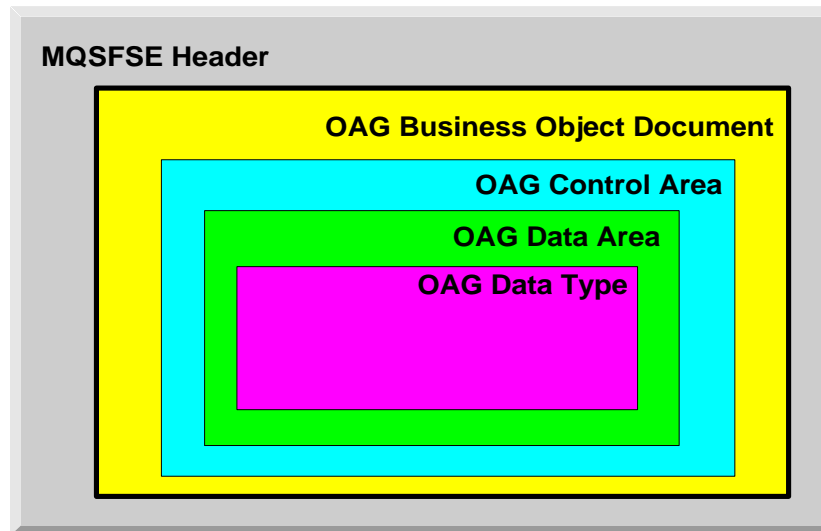 MQSFSE Header
OAG Business Object Document
OAG Control Area
OAG Data Area
OAG Data Type